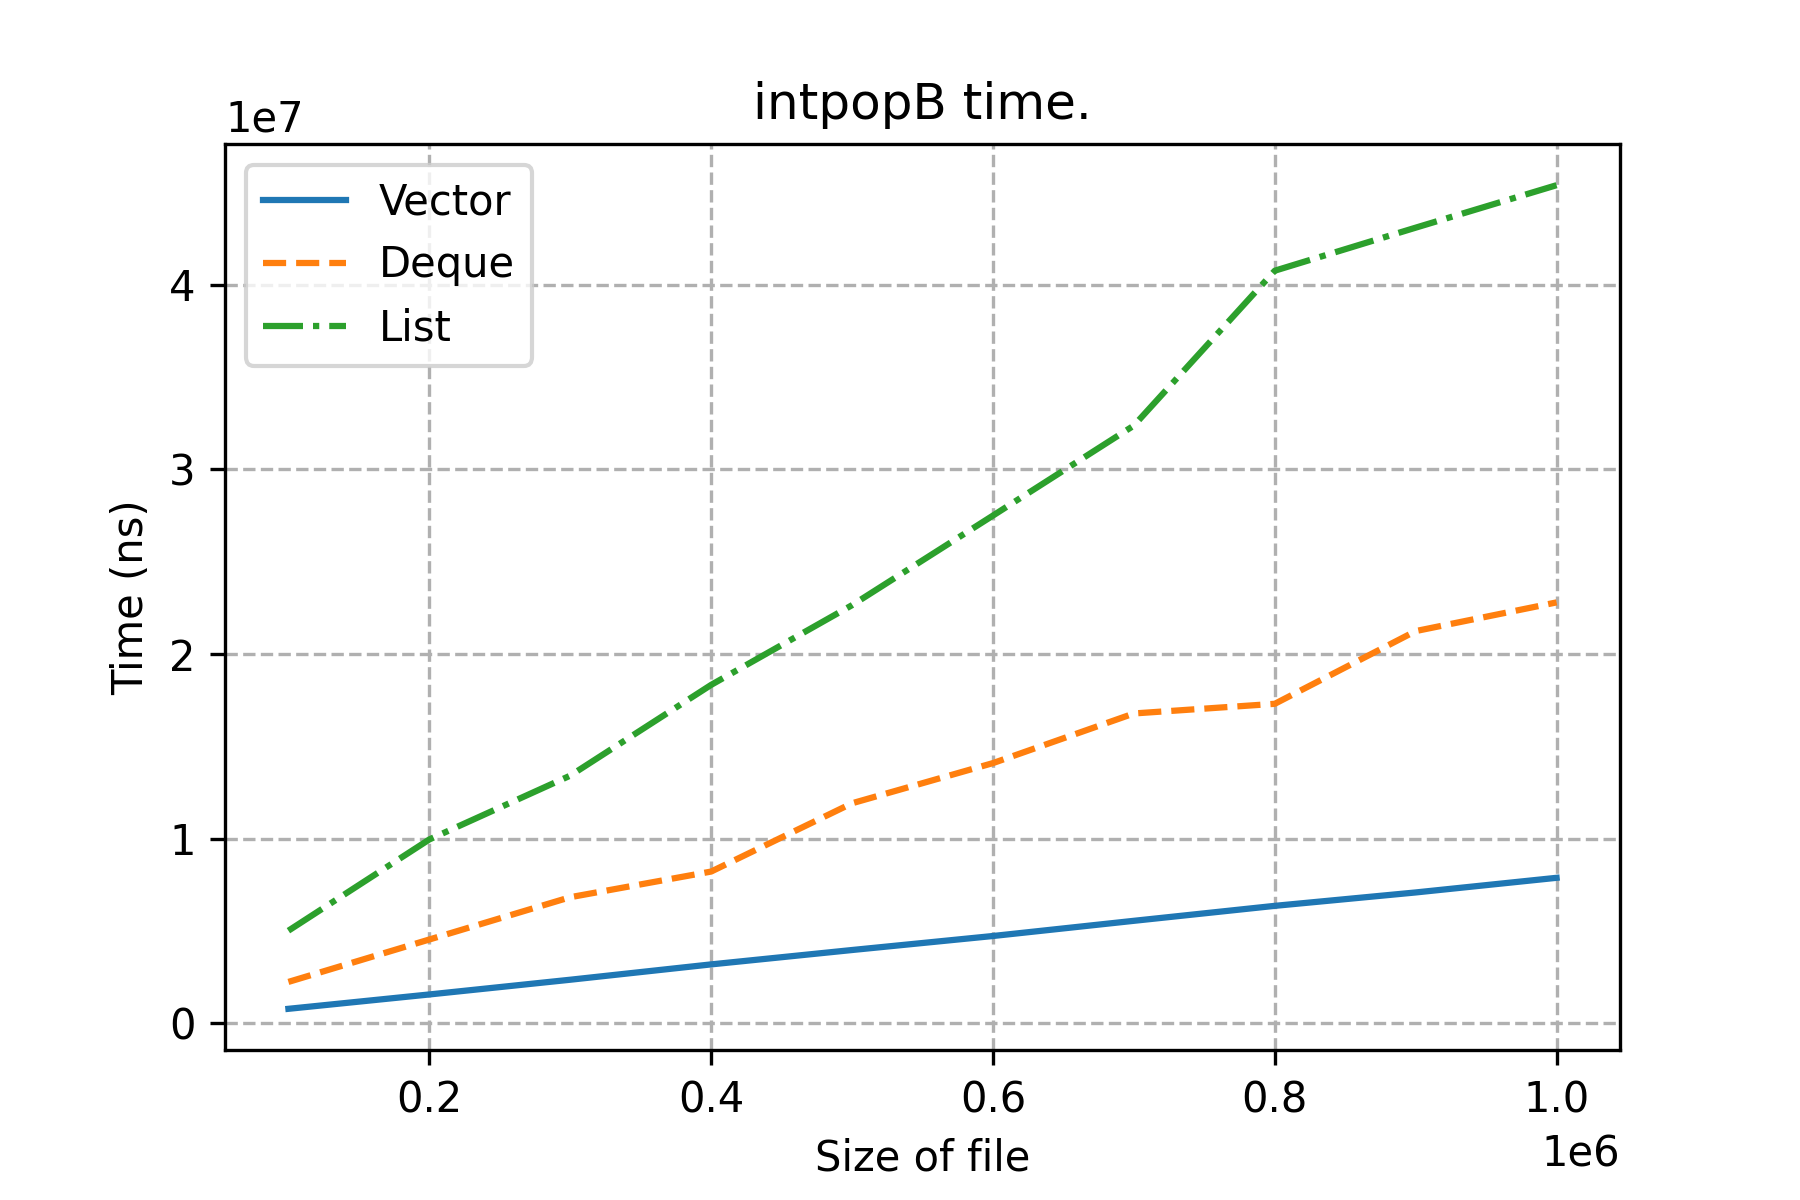 intpopB time.
1e7
Vector
Deque
List
4
3
2
1
0
Time (ns)
0.2 0.4 0.6 0.8 1.0
Size of file
1e6